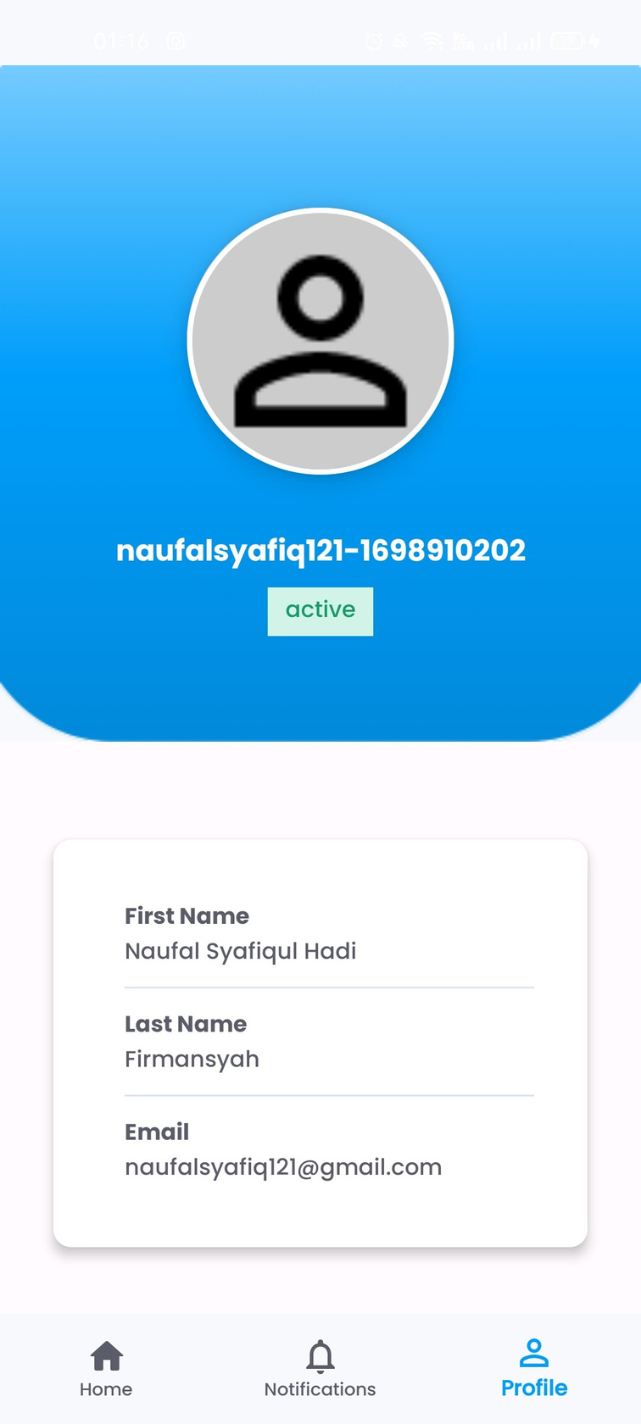 01:16
naufalsyafiq121-1698910202
active
First Name
Naufal Syafiqul Hadi
Last Name
Firmansyah
Email
naufalsyafiq121@gmail.com
Home
Notifications
Profile